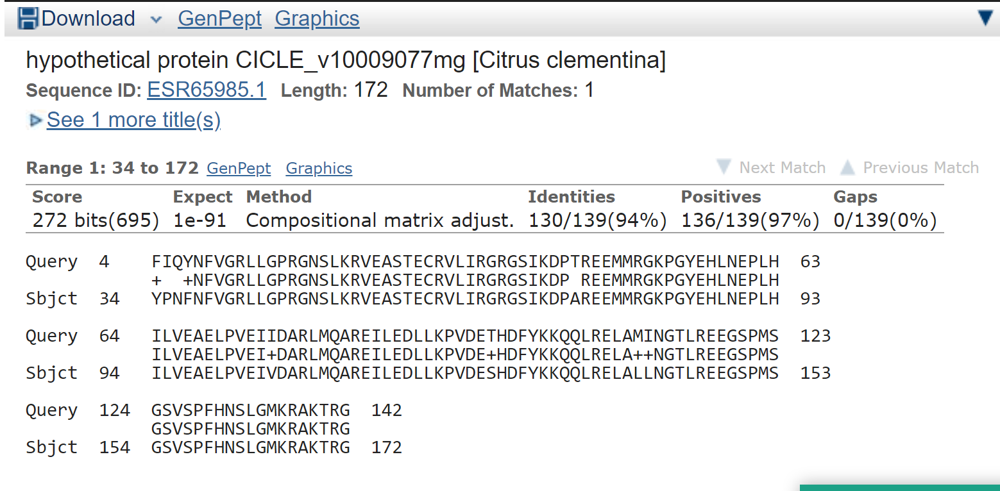 Download GenPept Graphics
hypothetical protein CICLE_v10009077mg [Citrus clementina]
Sequence ID: ESR65985.1 Length: 172 Number of Matches: 1
See 1 more title(s)
Range 1: 34 to 172 GenPept Graphics Next Match Previous Match
Score Expect Method Identities Positives Gaps
272 bits(695) 1e-91 Compositional matrix adjust. 130/139(94%) 136/139(97%) 0/139(0%)
Query 4 FIQYNFVGRLLGPRGNSLKRVEASTECRVLIRGRGSIKDPTREEMMRGKPGYEHLNEPLH 63
+  +NFVGRLLGPRGNSLKRVEASTECRVLIRGRGSIKDP REEMMRGKPGYEHLNEPLH
Sbjct 34 YPNFNFVGRLLGPRGNSLKRVEASTECRVLIRGRGSIKDPAREEMMRGKPGYEHLNEPLH 93
Query 64 ILVEAELPVEIIDARLMQAREILEDLLKPVDETHDFYKKQQLRELAMINGTLREEGSPMS 123
ILVEAELPVEI+DARLMQAREILEDLLKPVDE+HDFYKKQQLRELA++NGTLREEGSPMS
Sbjct 94 ILVEAELPVEIVDARLMQAREILEDLLKPVDESHDFYKKQQLRELALLNGTLREEGSPMS 153
Query 124 GSVSPFHNSLGMKRAKTRG 142
GSVSPFHNSLGMKRAKTRG
Sbjct 154 GSVSPFHNSLGMKRAKTRG 172